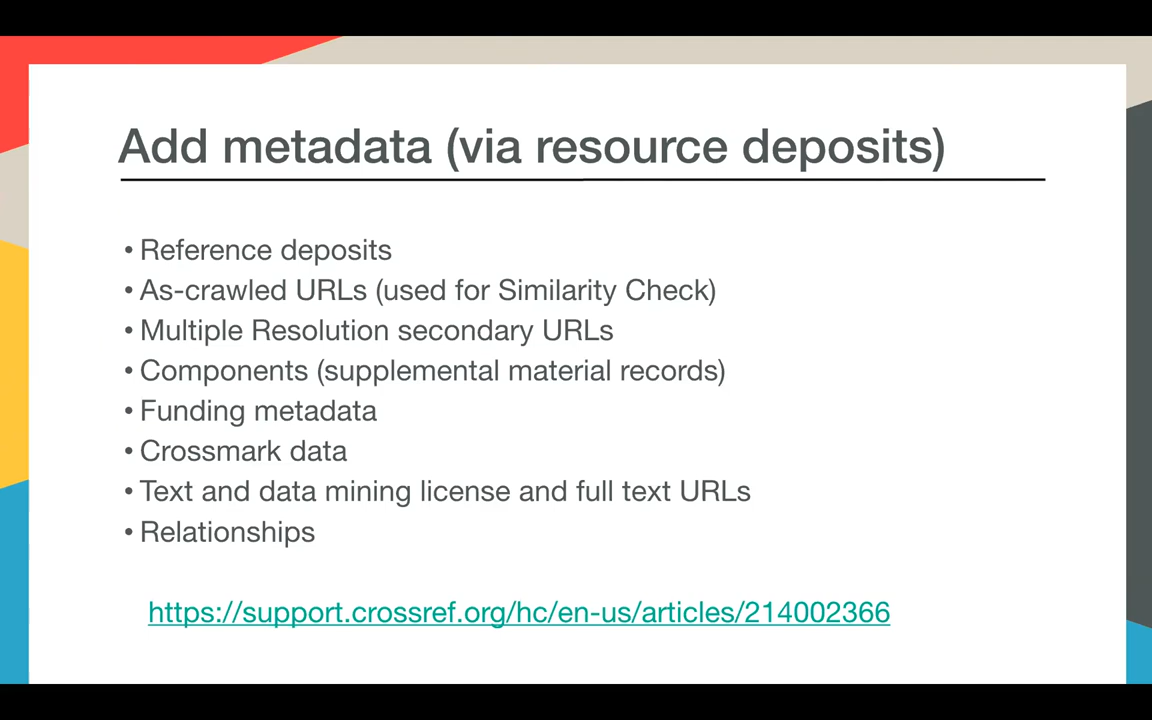 Add metadata (via resource deposits)
• Reference deposits
• As-crawled URLs (used for Similarity Check)
• Multiple Resolution secondary URLs
• Components (supplemental material records)
• Funding metadata
• Crossmark data
• Text and data mining license and full text URLs
• Relationships
https://support.crossref.org/hc/en-us/articles/214002366